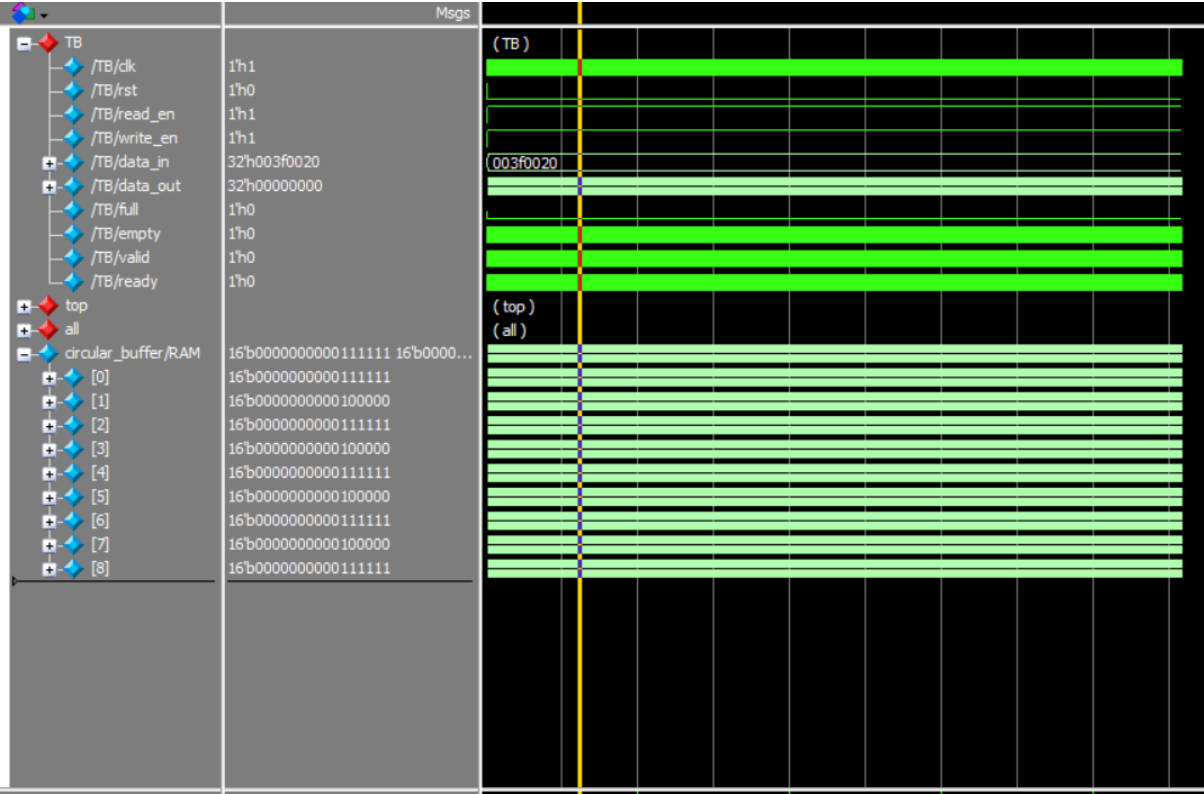 Msgs
TB (TB)
/TB/clk 1'h1
/TB/rst 1'h0
/TB/read_en 1'h1
/TB/write_en 1'h1
/TB/data_in 32'h003f0020 003f0020
/TB/data_out 32'h00000000
/TB/full 1'h0
/TB/empty 1'h0
/TB/valid 1'h0
/TB/ready 1'h0
top (top)
all (all)
circular_buffer/RAM 16'b0000000000111111 16'b0000...
[0] 16'b0000000000111111
[1] 16'b0000000000100000
[2] 16'b0000000000111111
[3] 16'b0000000000100000
[4] 16'b0000000000111111
[5] 16'b0000000000100000
[6] 16'b0000000000111111
[7] 16'b0000000000100000
[8] 16'b0000000000111111